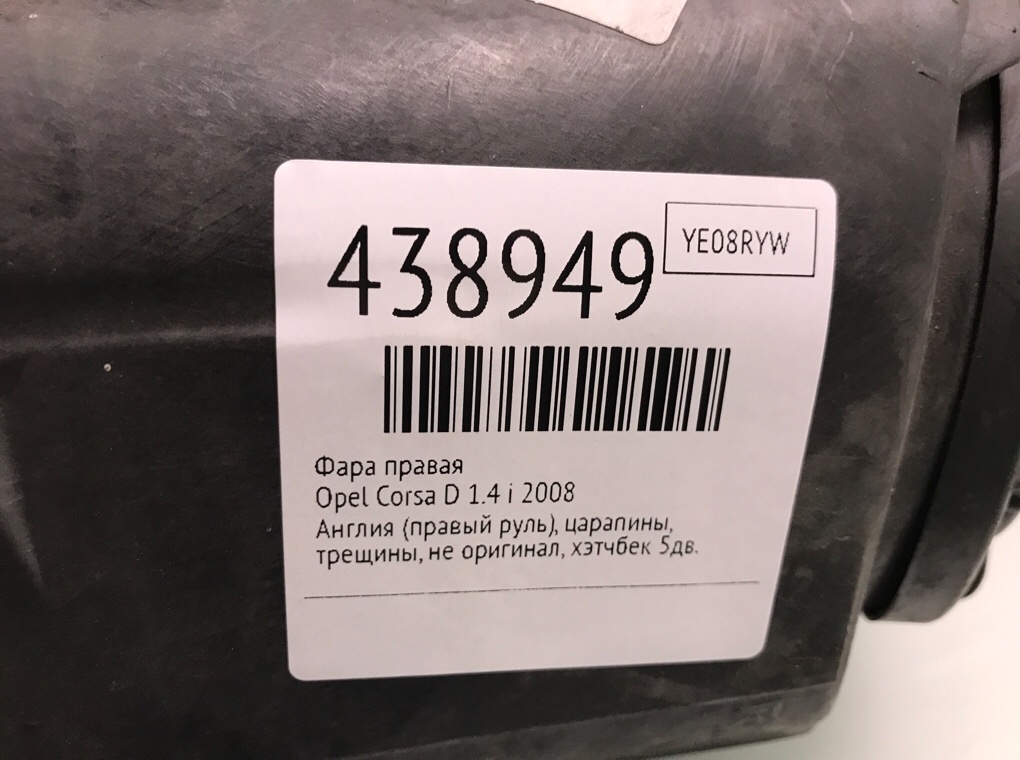 438949
YE08RYW
Фара правая
Opel Corsa D 1.4 i 2008
Англия (правый руль), царапины,
трещины, не оригинал, хэтчбек 5дв.